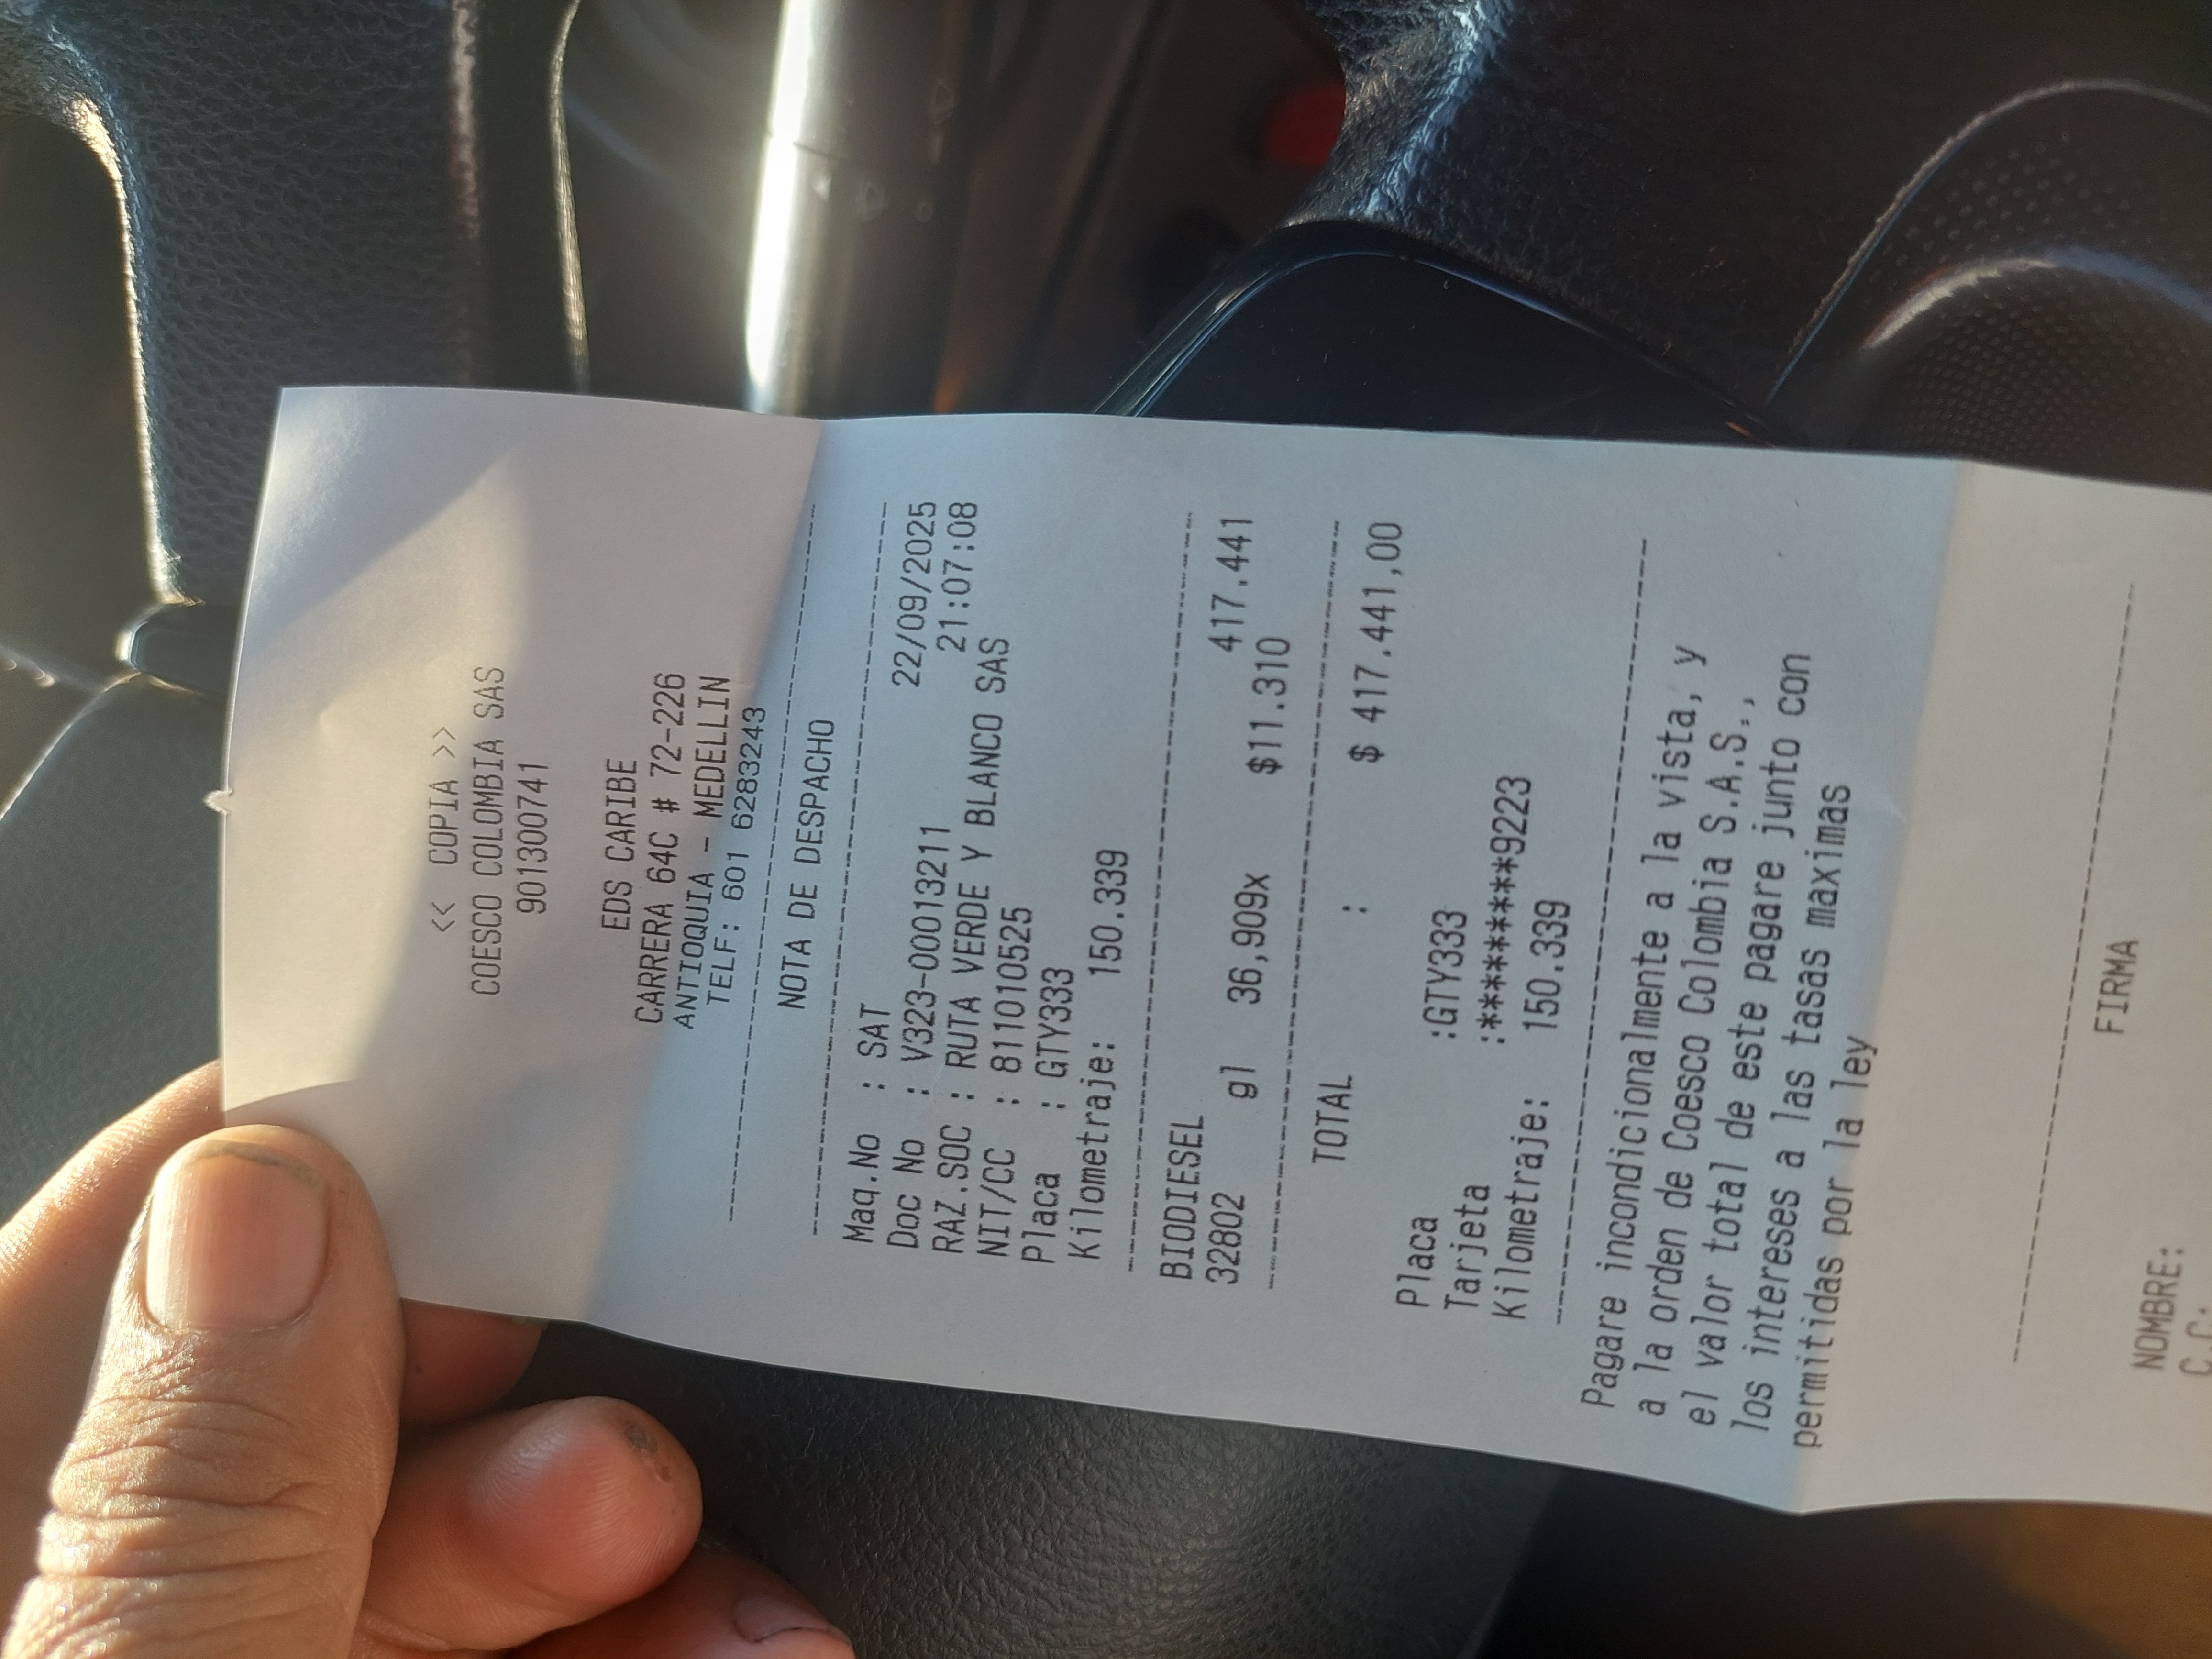 << COPIA >>
COESCO COLOMBIA SAS
901300741
EDS CARIBE
CARRERA 64C # 72-226
ANTIOQUIA - MEDELLIN
TELF: 601 6283243
NOTA DE DESPACHO
Maq.No : SAT 22/09/2025
Doc No : V323-00013211 21:07:08
RAZ.SOC : RUTA VERDE Y BLANCO SAS
NIT/CC : 8110105525
Placa : GTY333
Kilometraje: 150.339
BIODIESEL 417.441
32802 gl 36,909x $11.310
TOTAL : $ 417.441,00
Placa :GTY333
Tarjeta :*******9223
Kilometraje: 150.339
Pagare incondicionalmente a la vista, y
a la orden de Coesco Colombia S.A.S.,
el valor total de este pagare junto con
los intereses a las tasas maximas
permitidas por la ley
FIRMA
NOMBRE:
C.C: